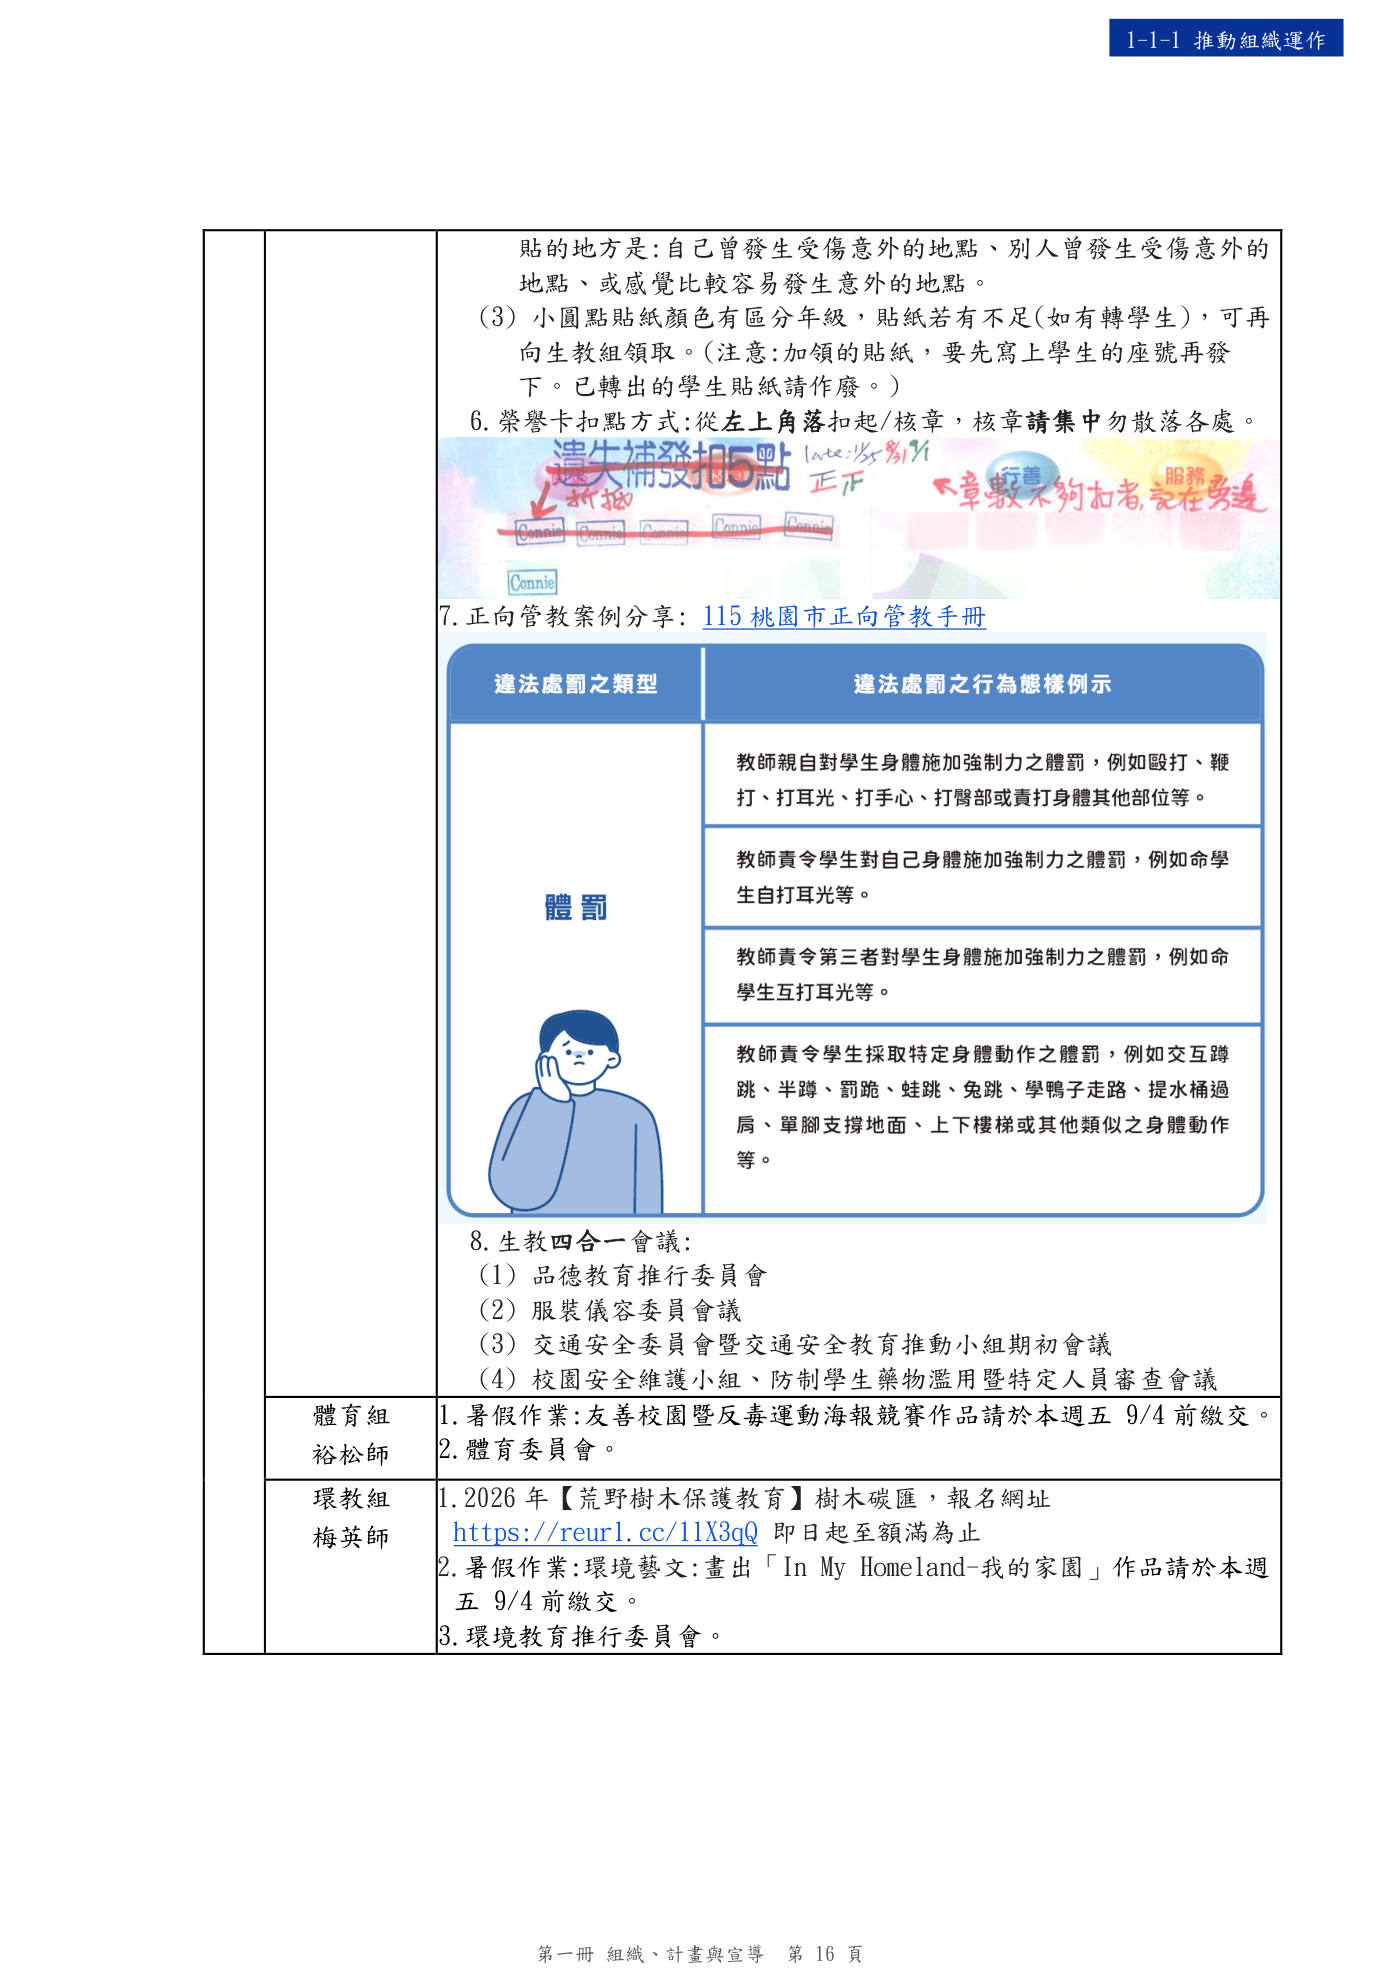 1-1-1 推動組織運作
貼的地方是:自己曾發生受傷意外的地點、別人曾發生受傷意外的
地點、或感覺比較容易發生意外的地點。
(3) 小圓點貼紙顏色有區分年級，貼紙若有不足(如有轉學生)，可再
向生教組領取。(注意:加領的貼紙，要先寫上學生的座號再發
下。已轉出的學生貼紙請作廢。)
6.榮譽卡扣點方式:從左上角落扣起/核章，核章請集中勿散落各處。
遺失補發扣5點 late:11/25 8/31 9/1
正正
行善 服務
折抵
章數不夠扣者,記在旁邊
Connie Connie Connie Connie Connie
Connie
7.正向管教案例分享: 115 桃園市正向管教手冊
違法處罰之類型 違法處罰之行為態樣例示
教師親自對學生身體施加強制力之體罰，例如毆打、鞭
打、打耳光、打手心、打臀部或責打身體其他部位等。
教師責令學生對自己身體施加強制力之體罰，例如命學
生自打耳光等。
體罰
教師責令第三者對學生身體施加強制力之體罰，例如命
學生互打耳光等。
教師責令學生採取特定身體動作之體罰，例如交互蹲
跳、半蹲、罰跪、蛙跳、兔跳、學鴨子走路、提水桶過
肩、單腳支撐地面、上下樓梯或其他類似之身體動作
等。
8.生教四合一會議:
(1) 品德教育推行委員會
(2) 服裝儀容委員會議
(3) 交通安全委員會暨交通安全教育推動小組期初會議
(4) 校園安全維護小組、防制學生藥物濫用暨特定人員審查會議
體育組
裕松師
1.暑假作業:友善校園暨反毒運動海報競賽作品請於本週五 9/4 前繳交。
2.體育委員會。
環教組
梅英師
1.2026 年【荒野樹木保護教育】樹木碳匯，報名網址
https://reurl.cc/11X3qQ 即日起至額滿為止
2.暑假作業:環境藝文:畫出「In My Homeland-我的家園」作品請於本週
五 9/4 前繳交。
3.環境教育推行委員會。
第一冊 組織、計畫與宣導 第 16 頁